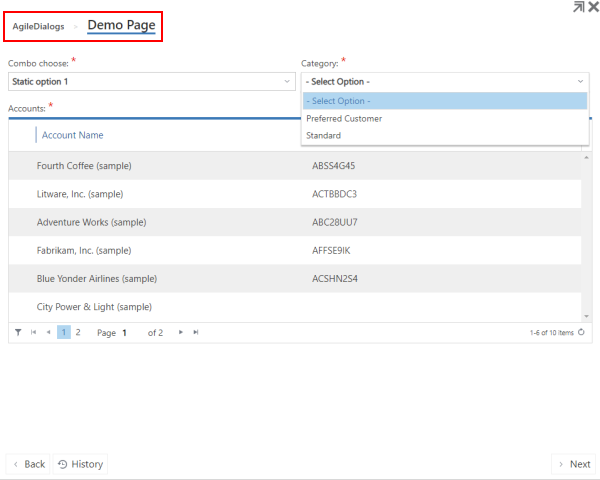 AgileDialogs » Demo Page
Combo choose: * Category: *
Static option 1 - Select Option -
- Select Option -
Accounts: * Preferred Customer
Standard
Account Name
Fourth Coffee (sample) ABSS4G45
Litware, Inc. (sample) ACTBBDC3
Adventure Works (sample) ABC28UU7
Fabrikam, Inc. (sample) AFFSE9IK
Blue Yonder Airlines (sample) ACSHN2S4
City Power & Light (sample)
1 2 Page 1 of 2 1-6 of 10 items
Back History Next